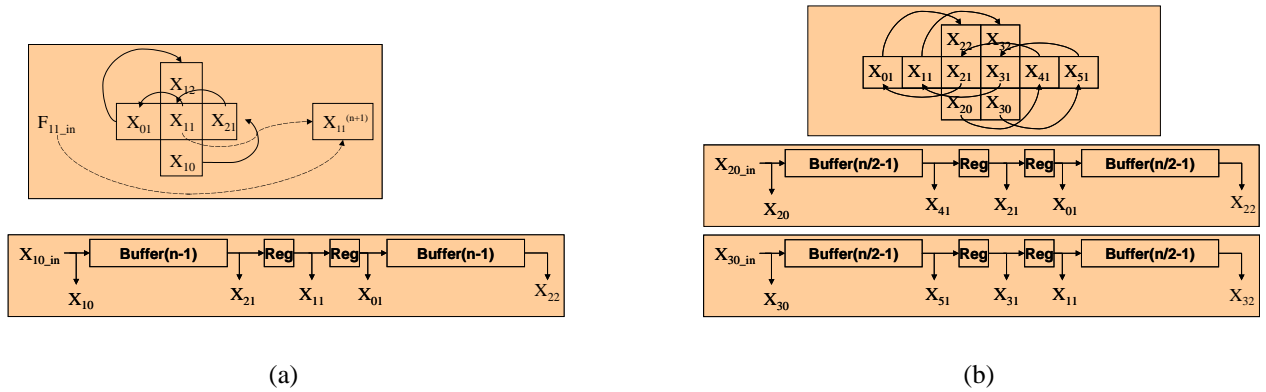 X12
F11_in X01 X11 X21 X11(n+1)
X10
X10_in Buffer(n-1) Reg Reg Buffer(n-1)
X10 X21 X11 X01 X22
(a)
X22 X32
X01 X11 X21 X31 X41 X51
X20 X30
X20_in Buffer(n/2-1) Reg Reg Buffer(n/2-1)
X20 X41 X21 X01 X22
X30_in Buffer(n/2-1) Reg Reg Buffer(n/2-1)
X30 X51 X31 X11 X32
(b)